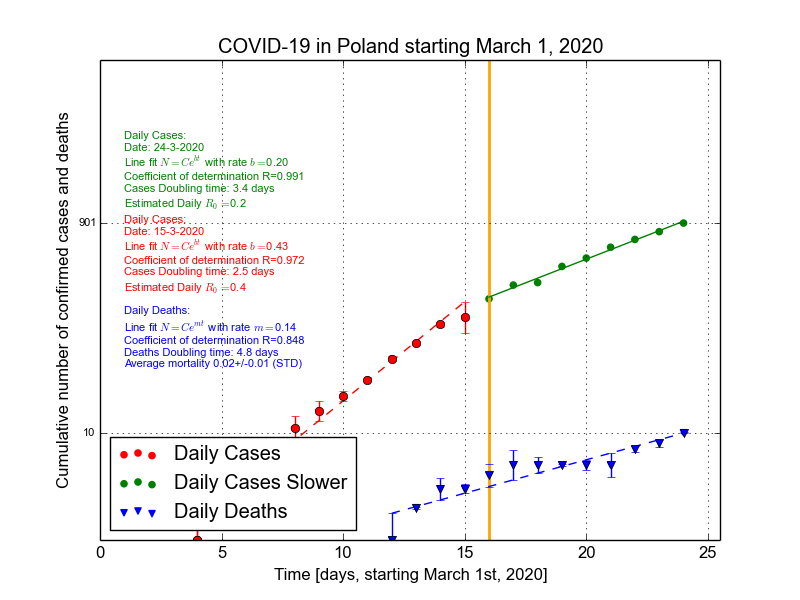 COVID-19 in Poland starting March 1, 2020
Cumulative number of confirmed cases and deaths
901
10
Daily Cases:
Date: 24-3-2020
Line fit N = Ce^{bt} with rate b =0.20
Coefficient of determination R=0.991
Cases Doubling time: 3.4 days
Estimated Daily R_0 =0.2
Daily Cases:
Date: 15-3-2020
Line fit N = Ce^{bt} with rate b =0.43
Coefficient of determination R=0.972
Cases Doubling time: 2.5 days
Estimated Daily R_0 =0.4
Daily Deaths:
Line fit N = Ce^{mt} with rate m =0.14
Coefficient of determination R=0.848
Deaths Doubling time: 4.8 days
Average mortality 0.02+/-0.01 (STD)
Daily Cases
Daily Cases Slower
Daily Deaths
0 5 10 15 20 25
Time [days, starting March 1st, 2020]